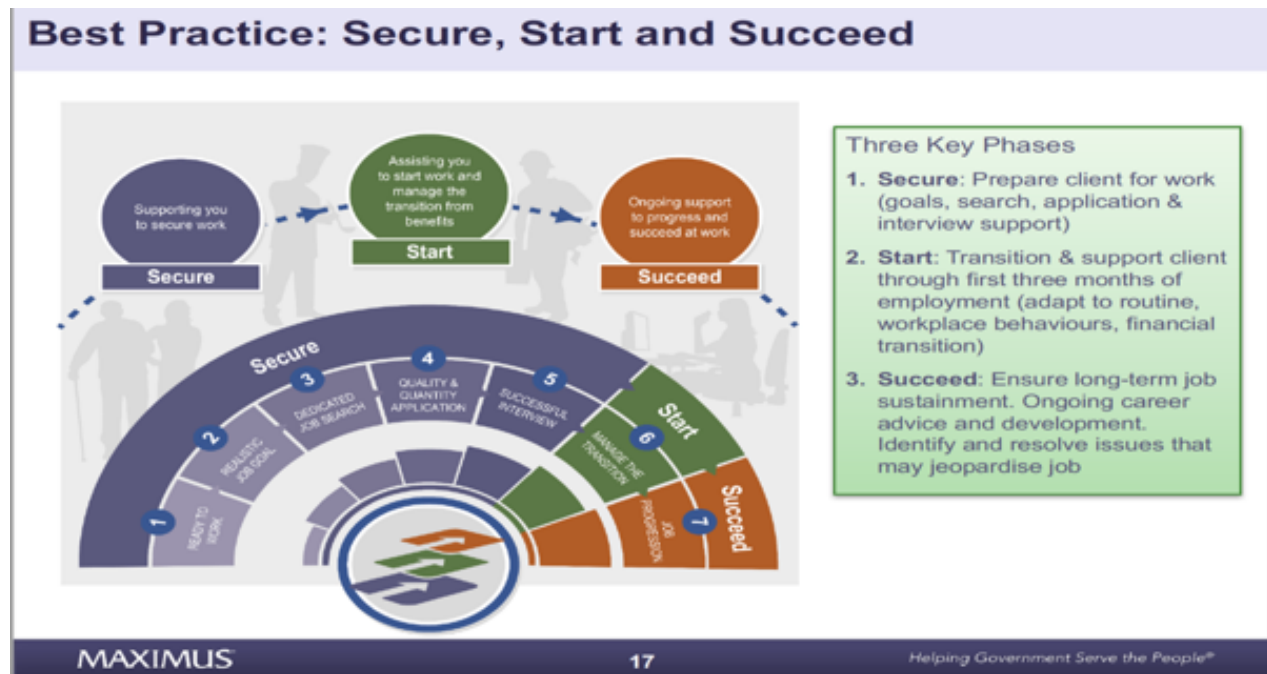 Best Practice: Secure, Start and Succeed
Supporting you
to secure work
Secure
Assisting you
to start work and
manage the
transition from
benefits
Start
Ongoing support
to progress and
succeed at work
Succeed
Secure
Start
Succeed
1
READY TO
WORK
2
REALISTIC
JOB GOAL
3
DEDICATED
JOB SEARCH
4
QUALITY &
QUANTITY
APPLICATION
5
SUCCESSFUL
INTERVIEW
6
MANAGE THE
TRANSITION
7
JOB
PROGRESSION
Three Key Phases
1. Secure: Prepare client for work
(goals, search, application &
interview support)
2. Start: Transition & support client
through first three months of
employment (adapt to routine,
workplace behaviours, financial
transition)
3. Succeed: Ensure long-term job
sustainment. Ongoing career
advice and development.
Identify and resolve issues that
may jeopardise job
MAXIMUS
17
Helping Government Serve the People®